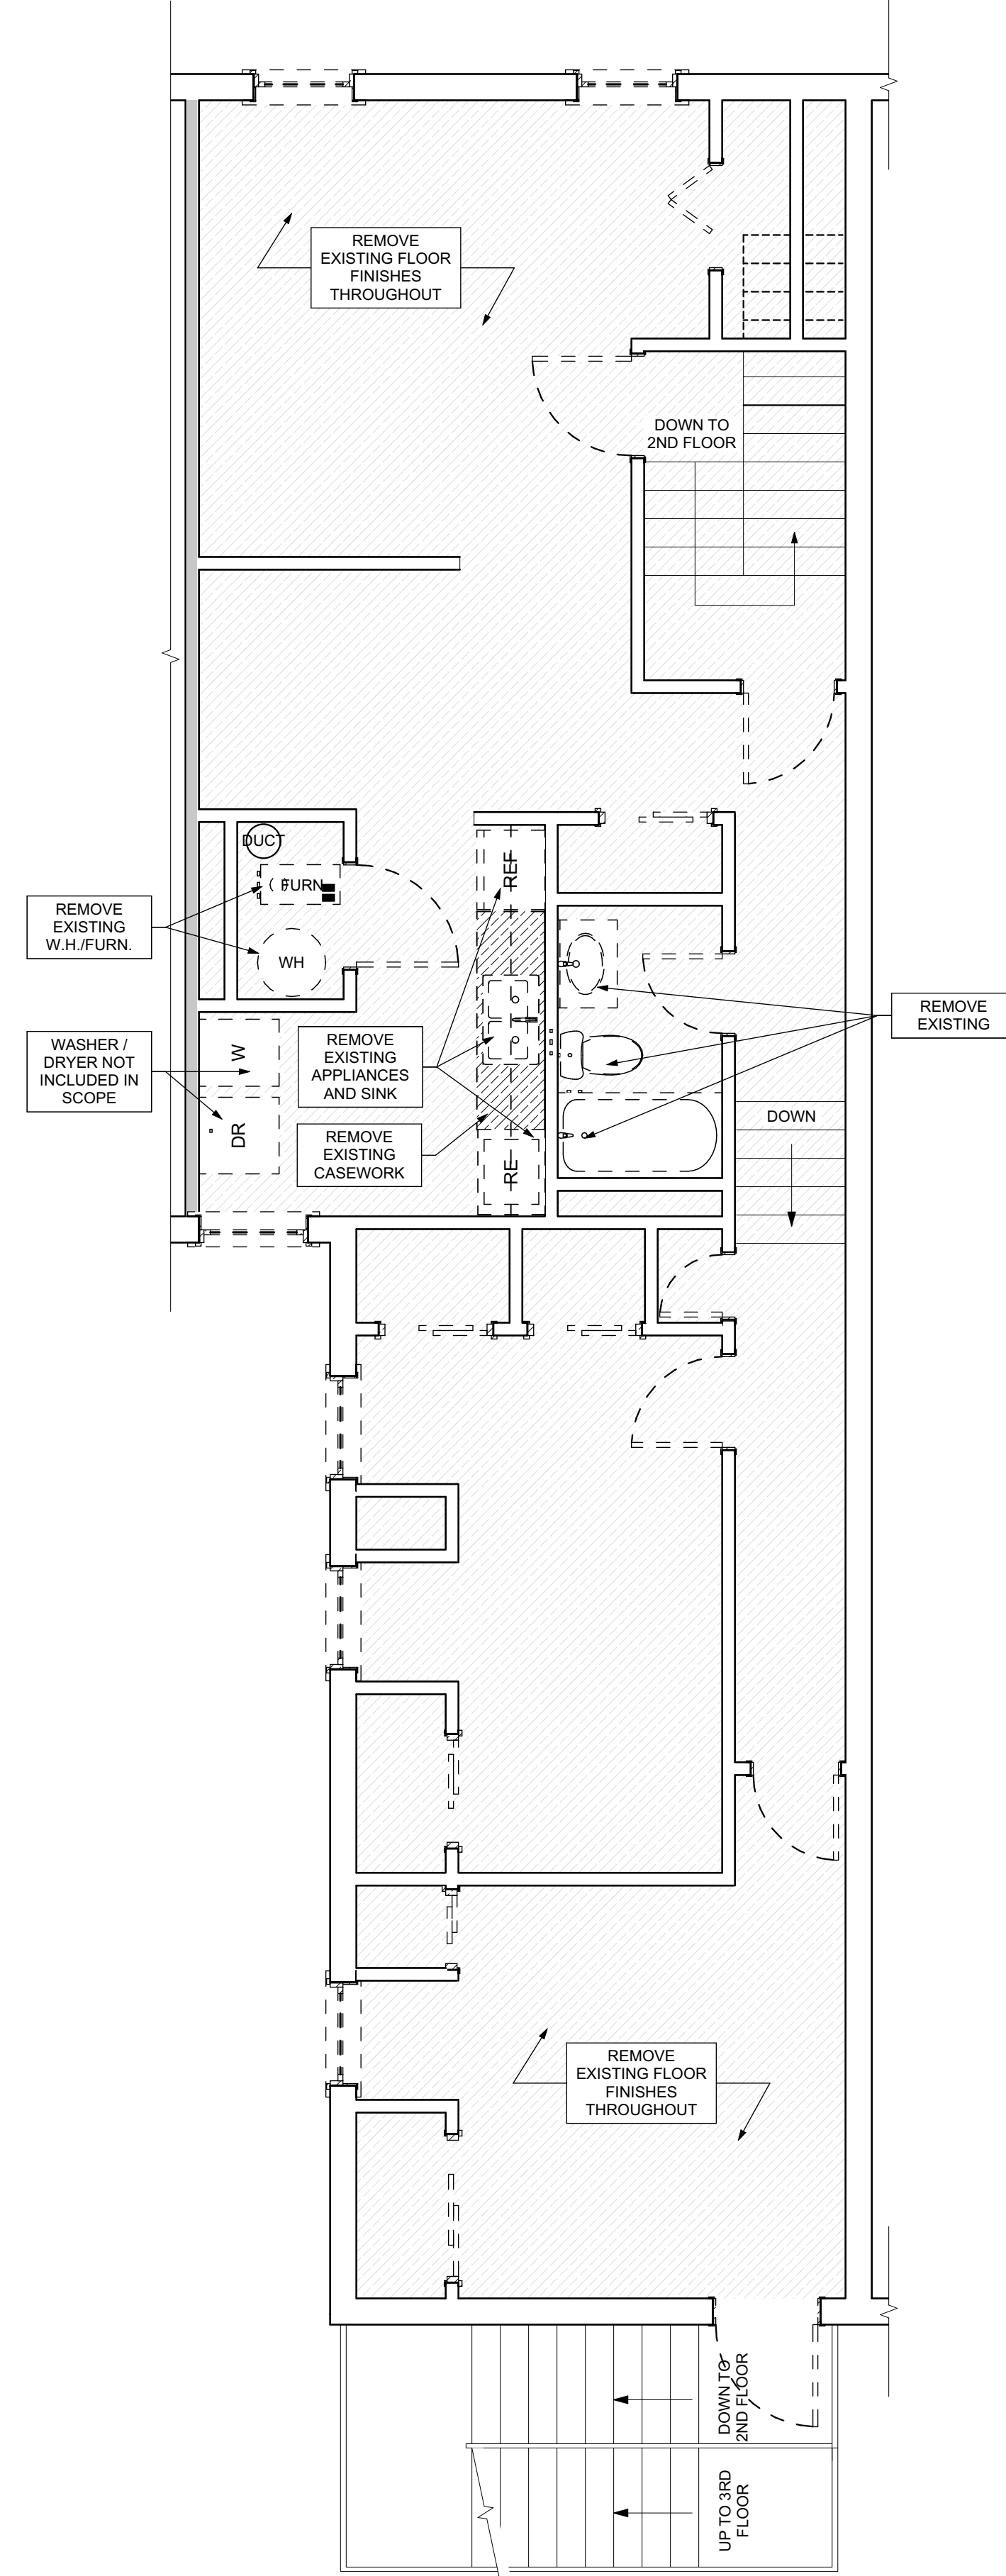 REMOVE
EXISTING FLOOR
FINISHES
THROUGHOUT
DOWN TO
2ND FLOOR
DUCT
FURN
REF
REMOVE
EXISTING
W.H./FURN.
WH
REMOVE
EXISTING
WASHER /
DRYER NOT
INCLUDED IN
SCOPE
W
REMOVE
EXISTING
APPLIANCES
AND SINK
DOWN
DR
REMOVE
EXISTING
CASEWORK
RE
REMOVE
EXISTING FLOOR
FINISHES
THROUGHOUT
DOWN TO
2ND FLOOR
UP TO 3RD
FLOOR